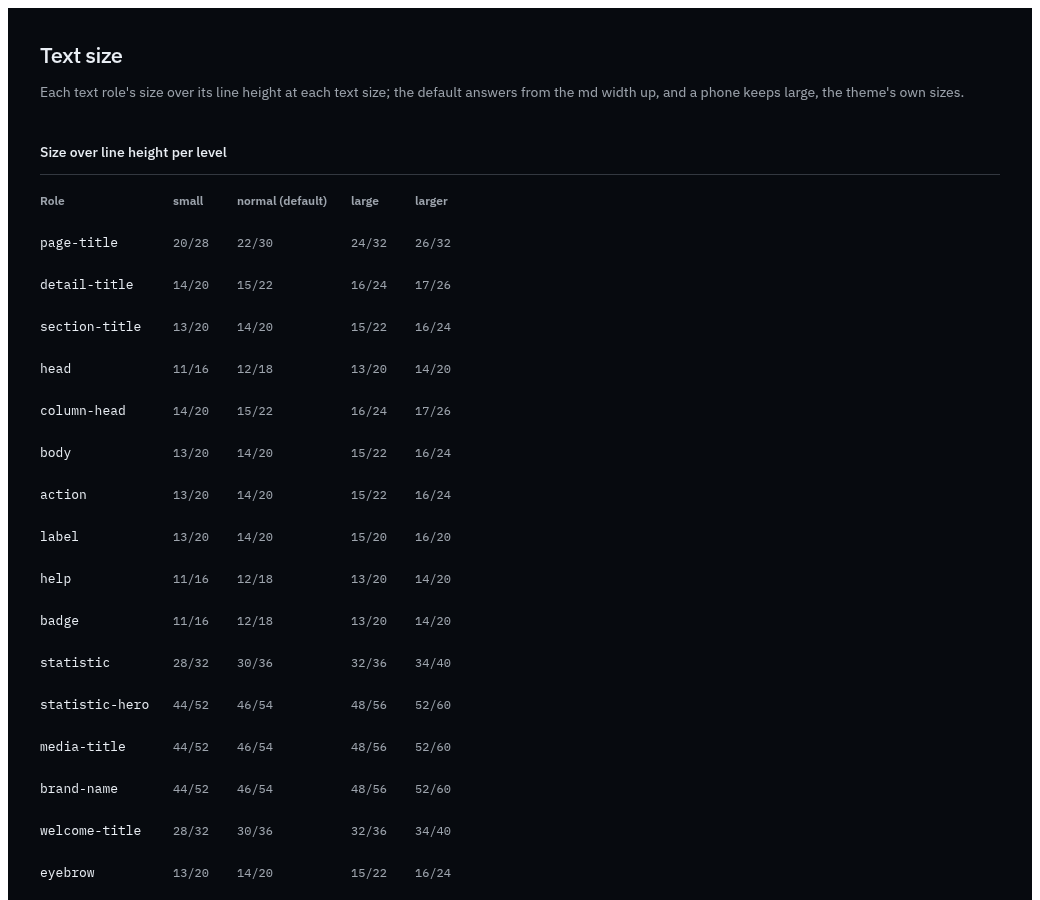 Text size
Each text role's size over its line height at each text size; the default answers from the md width up, and a phone keeps large, the theme's own sizes.
Size over line height per level
Role small normal (default) large larger
page-title 20/28 22/30 24/32 26/32
detail-title 14/20 15/22 16/24 17/26
section-title 13/20 14/20 15/22 16/24
head 11/16 12/18 13/20 14/20
column-head 14/20 15/22 16/24 17/26
body 13/20 14/20 15/22 16/24
action 13/20 14/20 15/22 16/24
label 13/20 14/20 15/20 16/20
help 11/16 12/18 13/20 14/20
badge 11/16 12/18 13/20 14/20
statistic 28/32 30/36 32/36 34/40
statistic-hero 44/52 46/54 48/56 52/60
media-title 44/52 46/54 48/56 52/60
brand-name 44/52 46/54 48/56 52/60
welcome-title 28/32 30/36 32/36 34/40
eyebrow 13/20 14/20 15/22 16/24